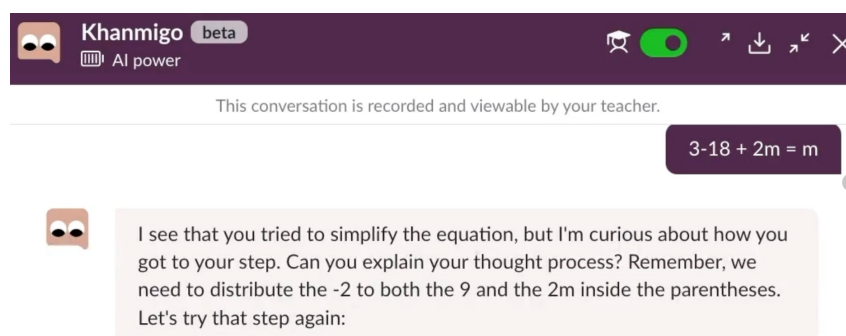 Khanmigo beta
AI power
This conversation is recorded and viewable by your teacher.
3-18 + 2m = m
I see that you tried to simplify the equation, but I'm curious about how you
got to your step. Can you explain your thought process? Remember, we
need to distribute the -2 to both the 9 and the 2m inside the parentheses.
Let's try that step again: